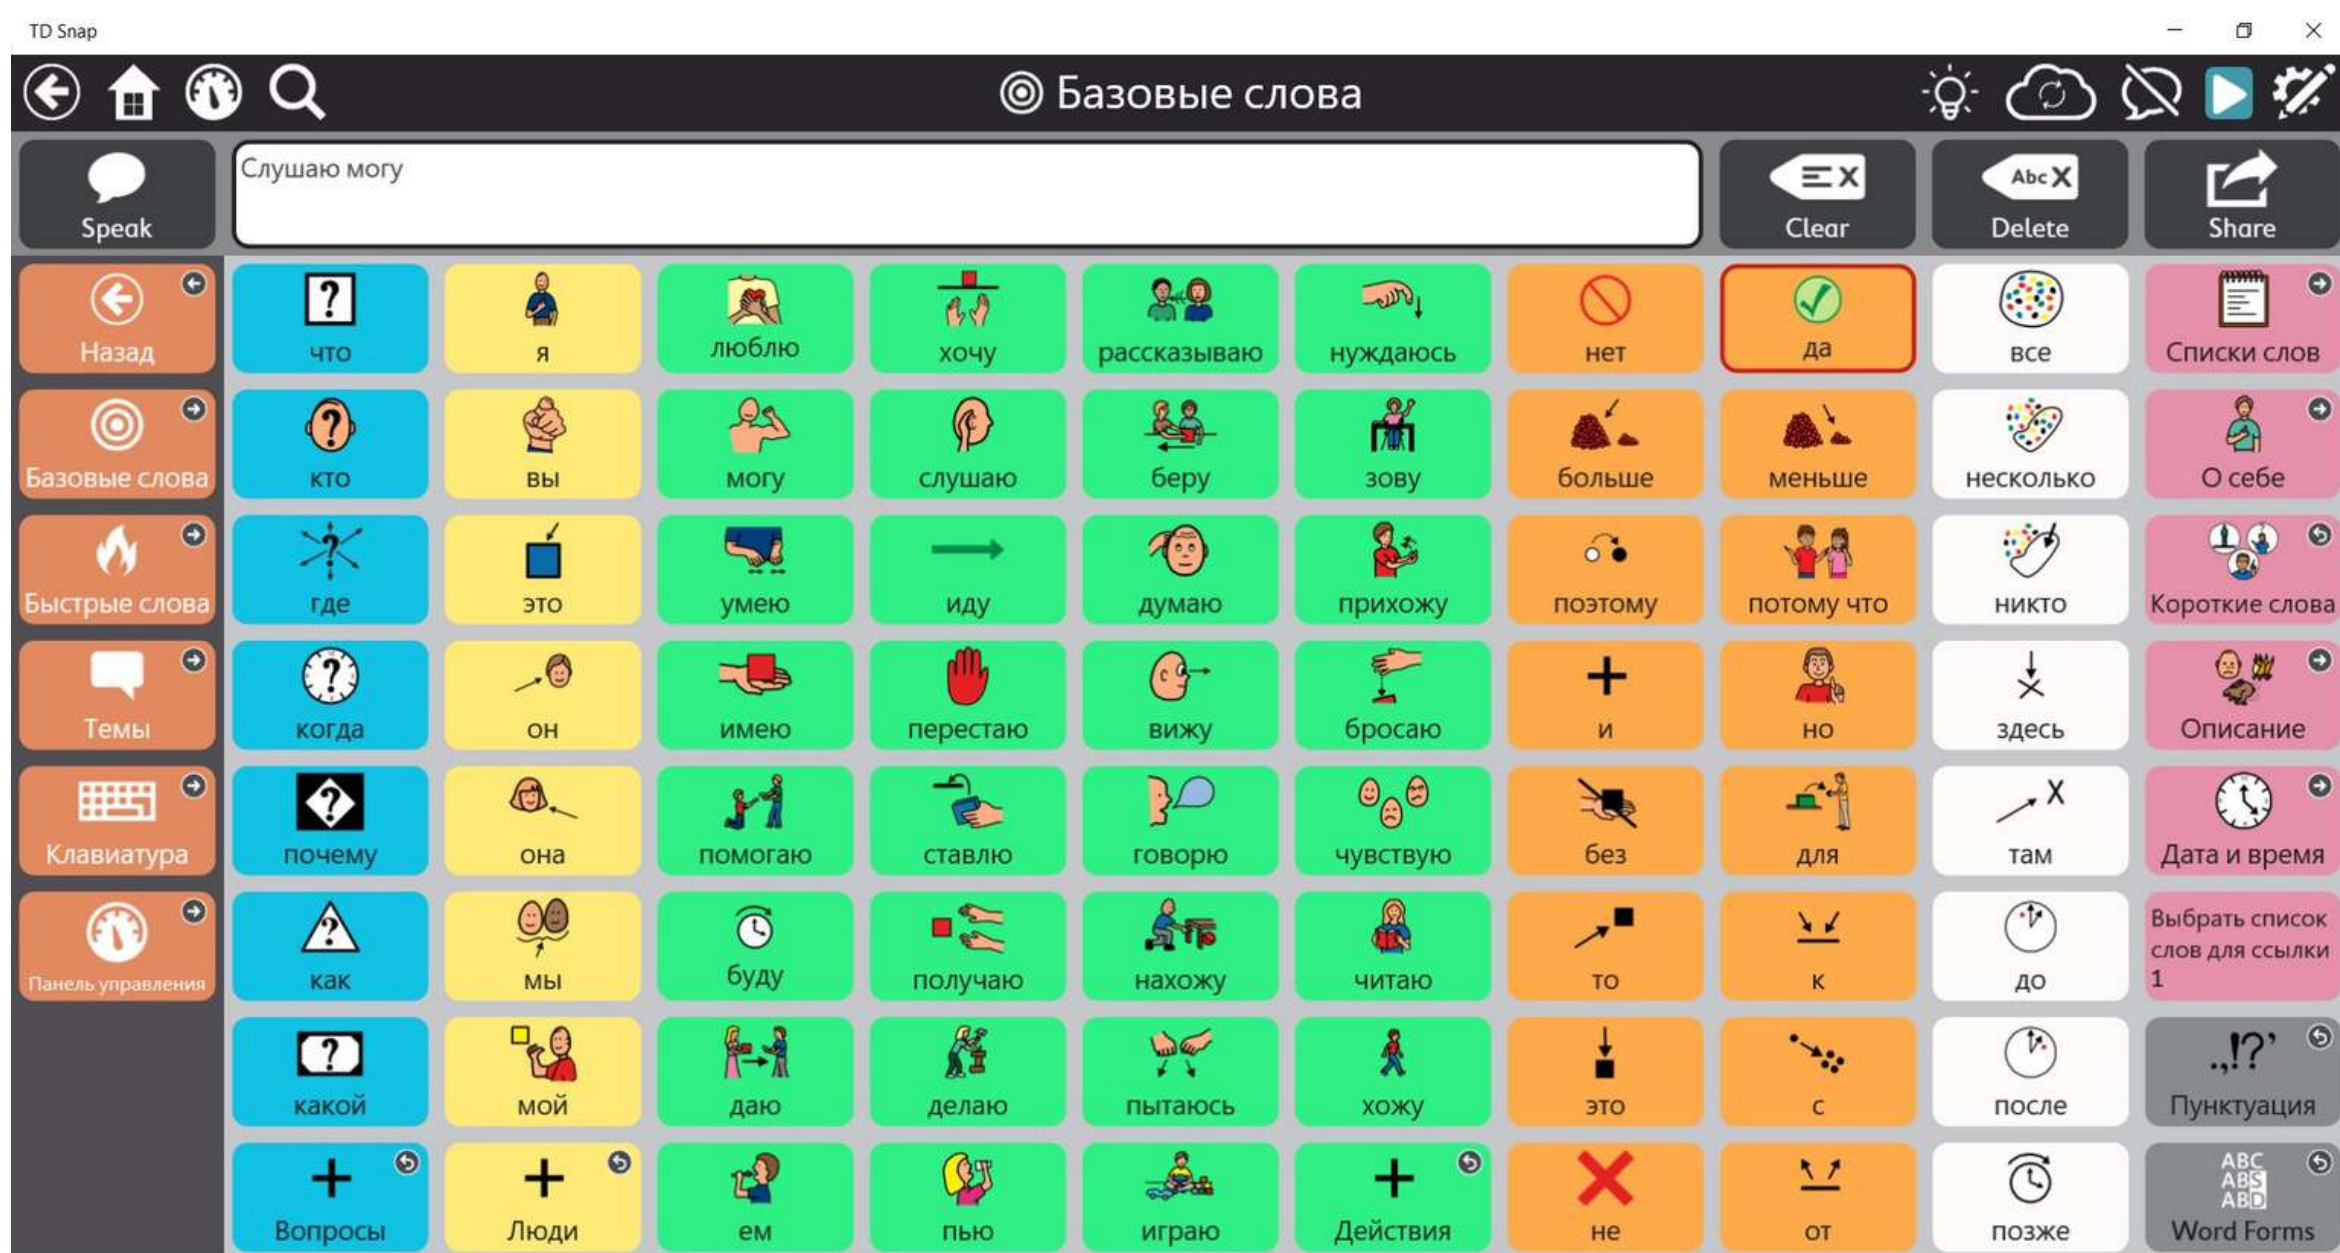 TD Snap
Базовые слова
Speak
Слушаю могу
Clear
Abc X
Delete
Share
Назад
что
я
люблю
хочу
рассказываю
нуждаюсь
нет
да
все
Списки слов
Базовые слова
кто
вы
могу
слушаю
беру
зову
больше
меньше
несколько
О себе
Быстрые слова
где
это
умею
иду
думаю
прихожу
поэтому
потому что
никто
Короткие слова
Темы
когда
он
имею
перестаю
вижу
бросаю
и
но
здесь
Описание
Клавиатура
почему
она
помогаю
ставлю
говорю
чувствую
без
для
там
Дата и время
Панель управления
как
мы
буду
получаю
нахожу
читаю
то
к
до
Выбрать список
слов для ссылки
1
какой
мой
даю
делаю
пытаюсь
хожу
это
с
после
.,!?’
Пунктуация
Вопросы
Люди
ем
пью
играю
Действия
не
от
позже
ABC
ABS
ABD
Word Forms